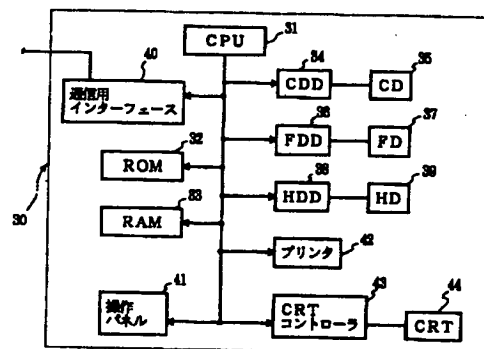 CPU
31
40
通信用
インターフェース
34
CDD
35
CD
36
FDD
37
FD
32
ROM
38
HDD
39
HD
33
RAM
30
プリンタ
42
41
操作
パネル
43
CRT
コントローラ
44
CRT